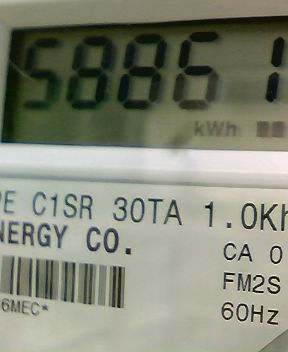 58861
kWh
PE C1SR 30TA 1.0Kh
NERGY CO.
CA 0
FM2S
6MEC*
60Hz